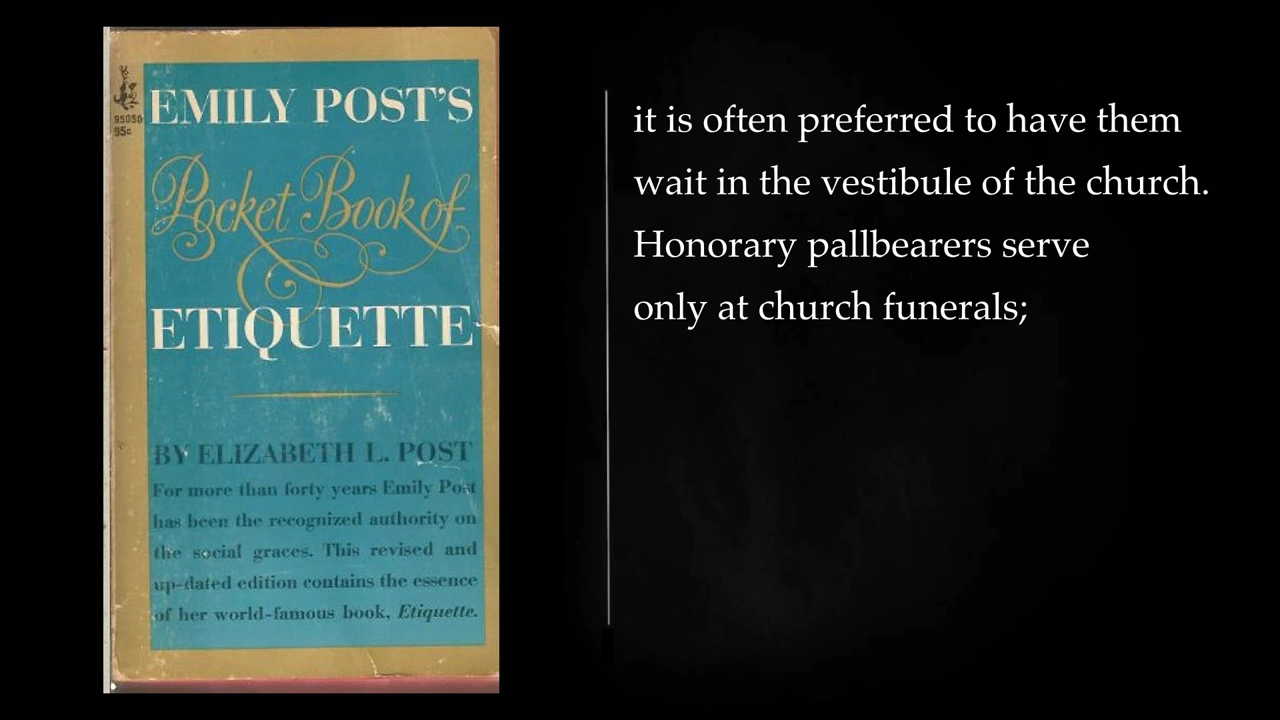 EMILY POST'S
95050
95c
Pocket Book of
ETIQUETTE
BY ELIZABETH L. POST
For more than forty years Emily Post
has been the recognized authority on
the social graces. This revised and
up-dated edition contains the essence
of her world-famous book, Etiquette.
it is often preferred to have them
wait in the vestibule of the church.
Honorary pallbearers serve
only at church funerals;